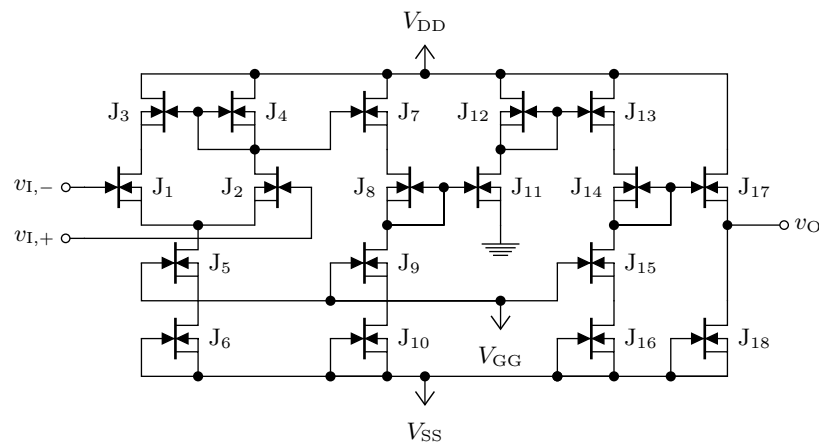 V_DD
J_3 J_4 J_7 J_12 J_13
v_I,− J_1 J_2 J_8 J_11 J_14 J_17
v_I,+ v_O
J_5 J_9 J_15
J_6 J_10 V_GG J_16 J_18
V_SS